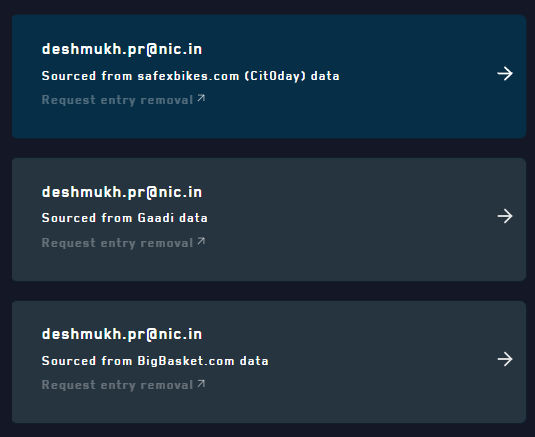 deshmukh.pr@nic.in
Sourced from safexbikes.com (Cit0day) data
Request entry removal
deshmukh.pr@nic.in
Sourced from Gaadi data
Request entry removal
deshmukh.pr@nic.in
Sourced from BigBasket.com data
Request entry removal